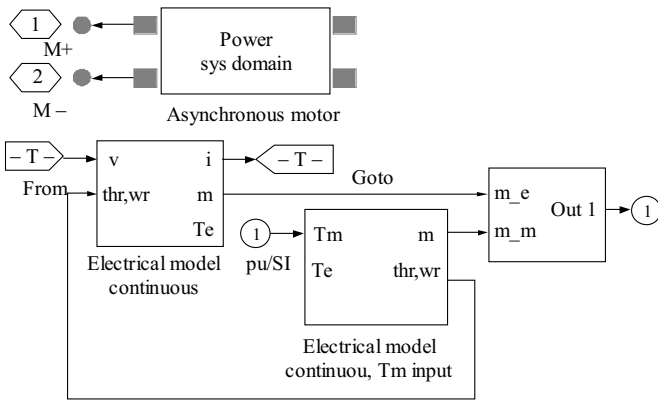 1
M+
2
M –
Power
sys domain
Asynchronous motor
– T –
From
v
i
thr,wr
m
Te
– T –
Goto
Electrical model
continuous
1
pu/SI
Tm
m
Te
thr,wr
Electrical model
continuou, Tm input
m_e
m_m
Out 1
1